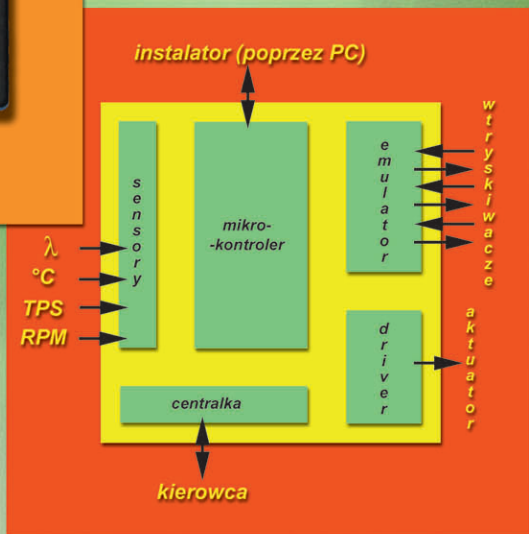 instalator (poprzez PC)
sensory
mikro-
-kontroler
emulator
wtryskiwacze
λ
°C
TPS
RPM
driver
aktuator
centralka
kierowca